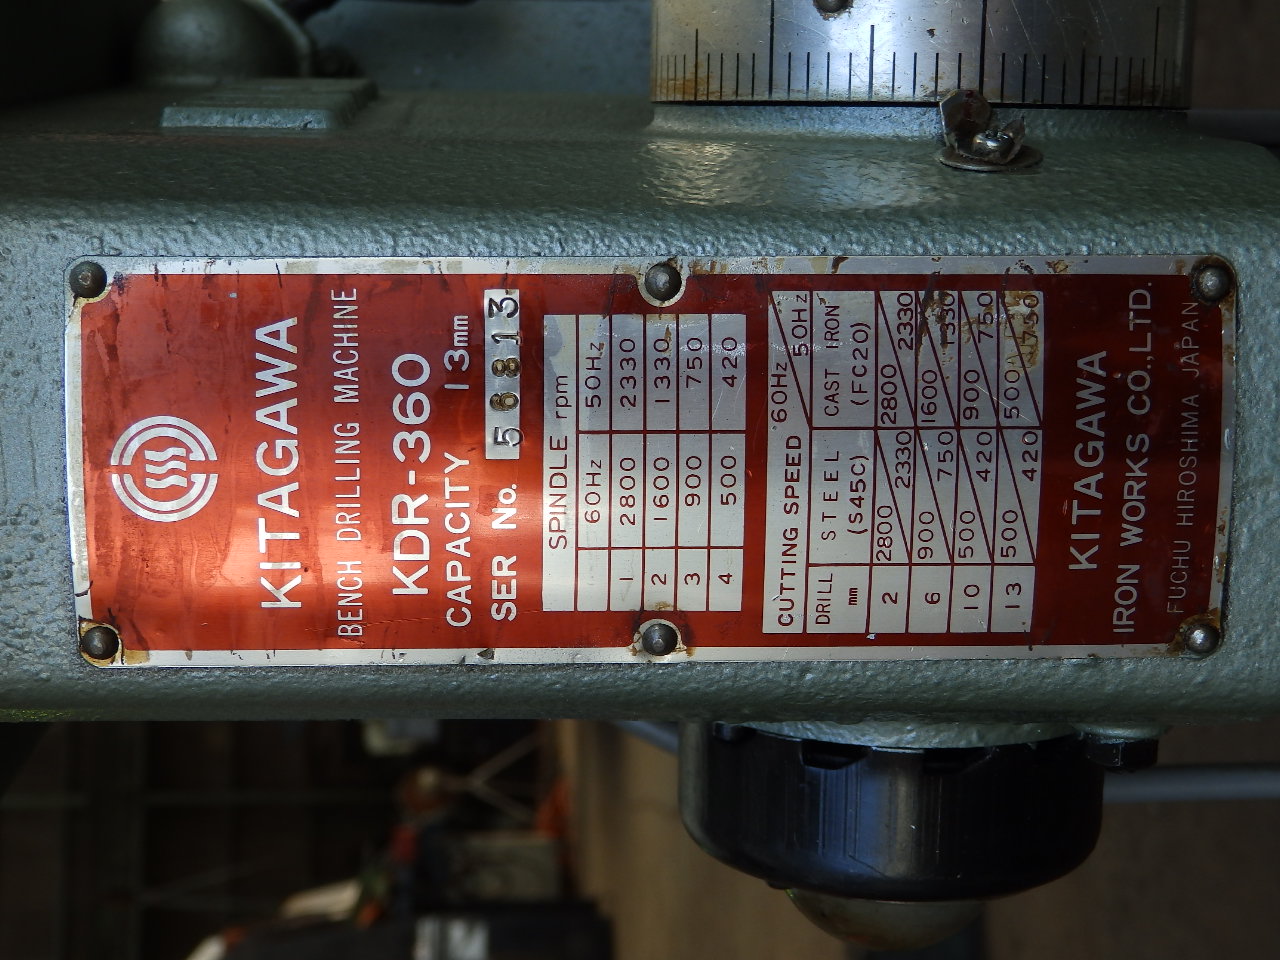 KITAGAWA
BENCH DRILLING MACHINE
KDR-360
CAPACITY 13mm
SER No. 56813
SPINDLE rpm
60Hz 50Hz
1 2800 2330
2 1600 1330
3 900 750
4 500 420
CUTTING SPEED 60Hz 50Hz
DRILL mm STEEL (S45C) CAST IRON (FC20)
2 2800 2330 2800 2330
6 900 750 1600 1330
10 500 420 900 750
13 500 420 500 750
KITAGAWA
IRON WORKS CO.,LTD.
FUCHU HIROSHIMA JAPAN